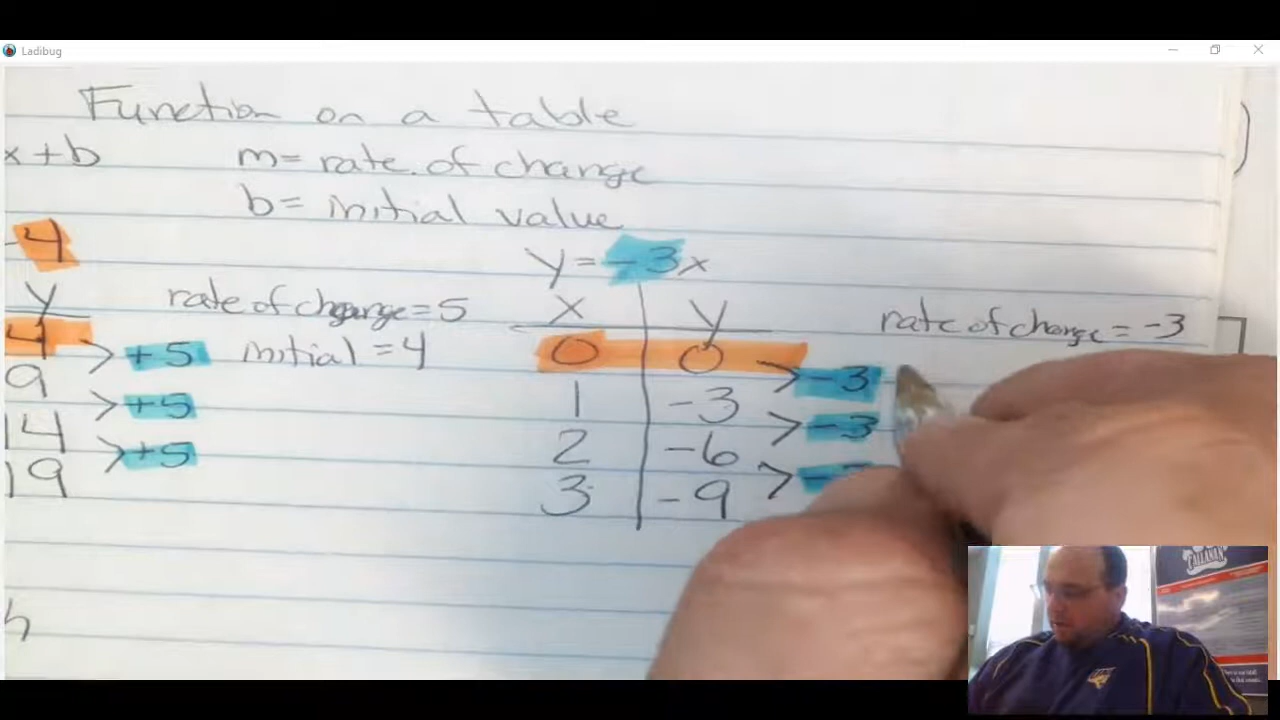 Ladibug
Function on a table
x+b
m= rate of change
b= initial value
4
y
rate of change = 5
4
+5
initial = 4
9
+5
14
+5
19
y = -3x
x y
rate of change = -3
0 0
-3
1 -3
-3
2 -6
3 -9
CALLANAN